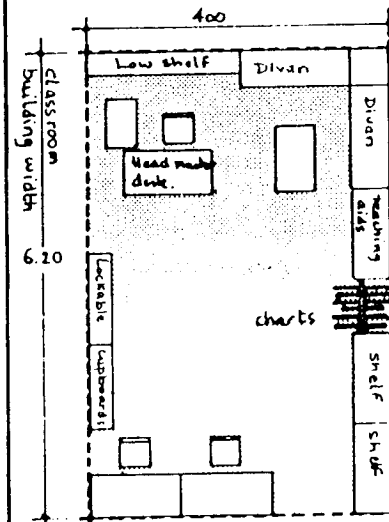 400
Low shelf
Divan
Divan
Head master
desk.
teaching
aids
classroom
building width
6.20
Lockable
cupboards
charts
shelf
shelf